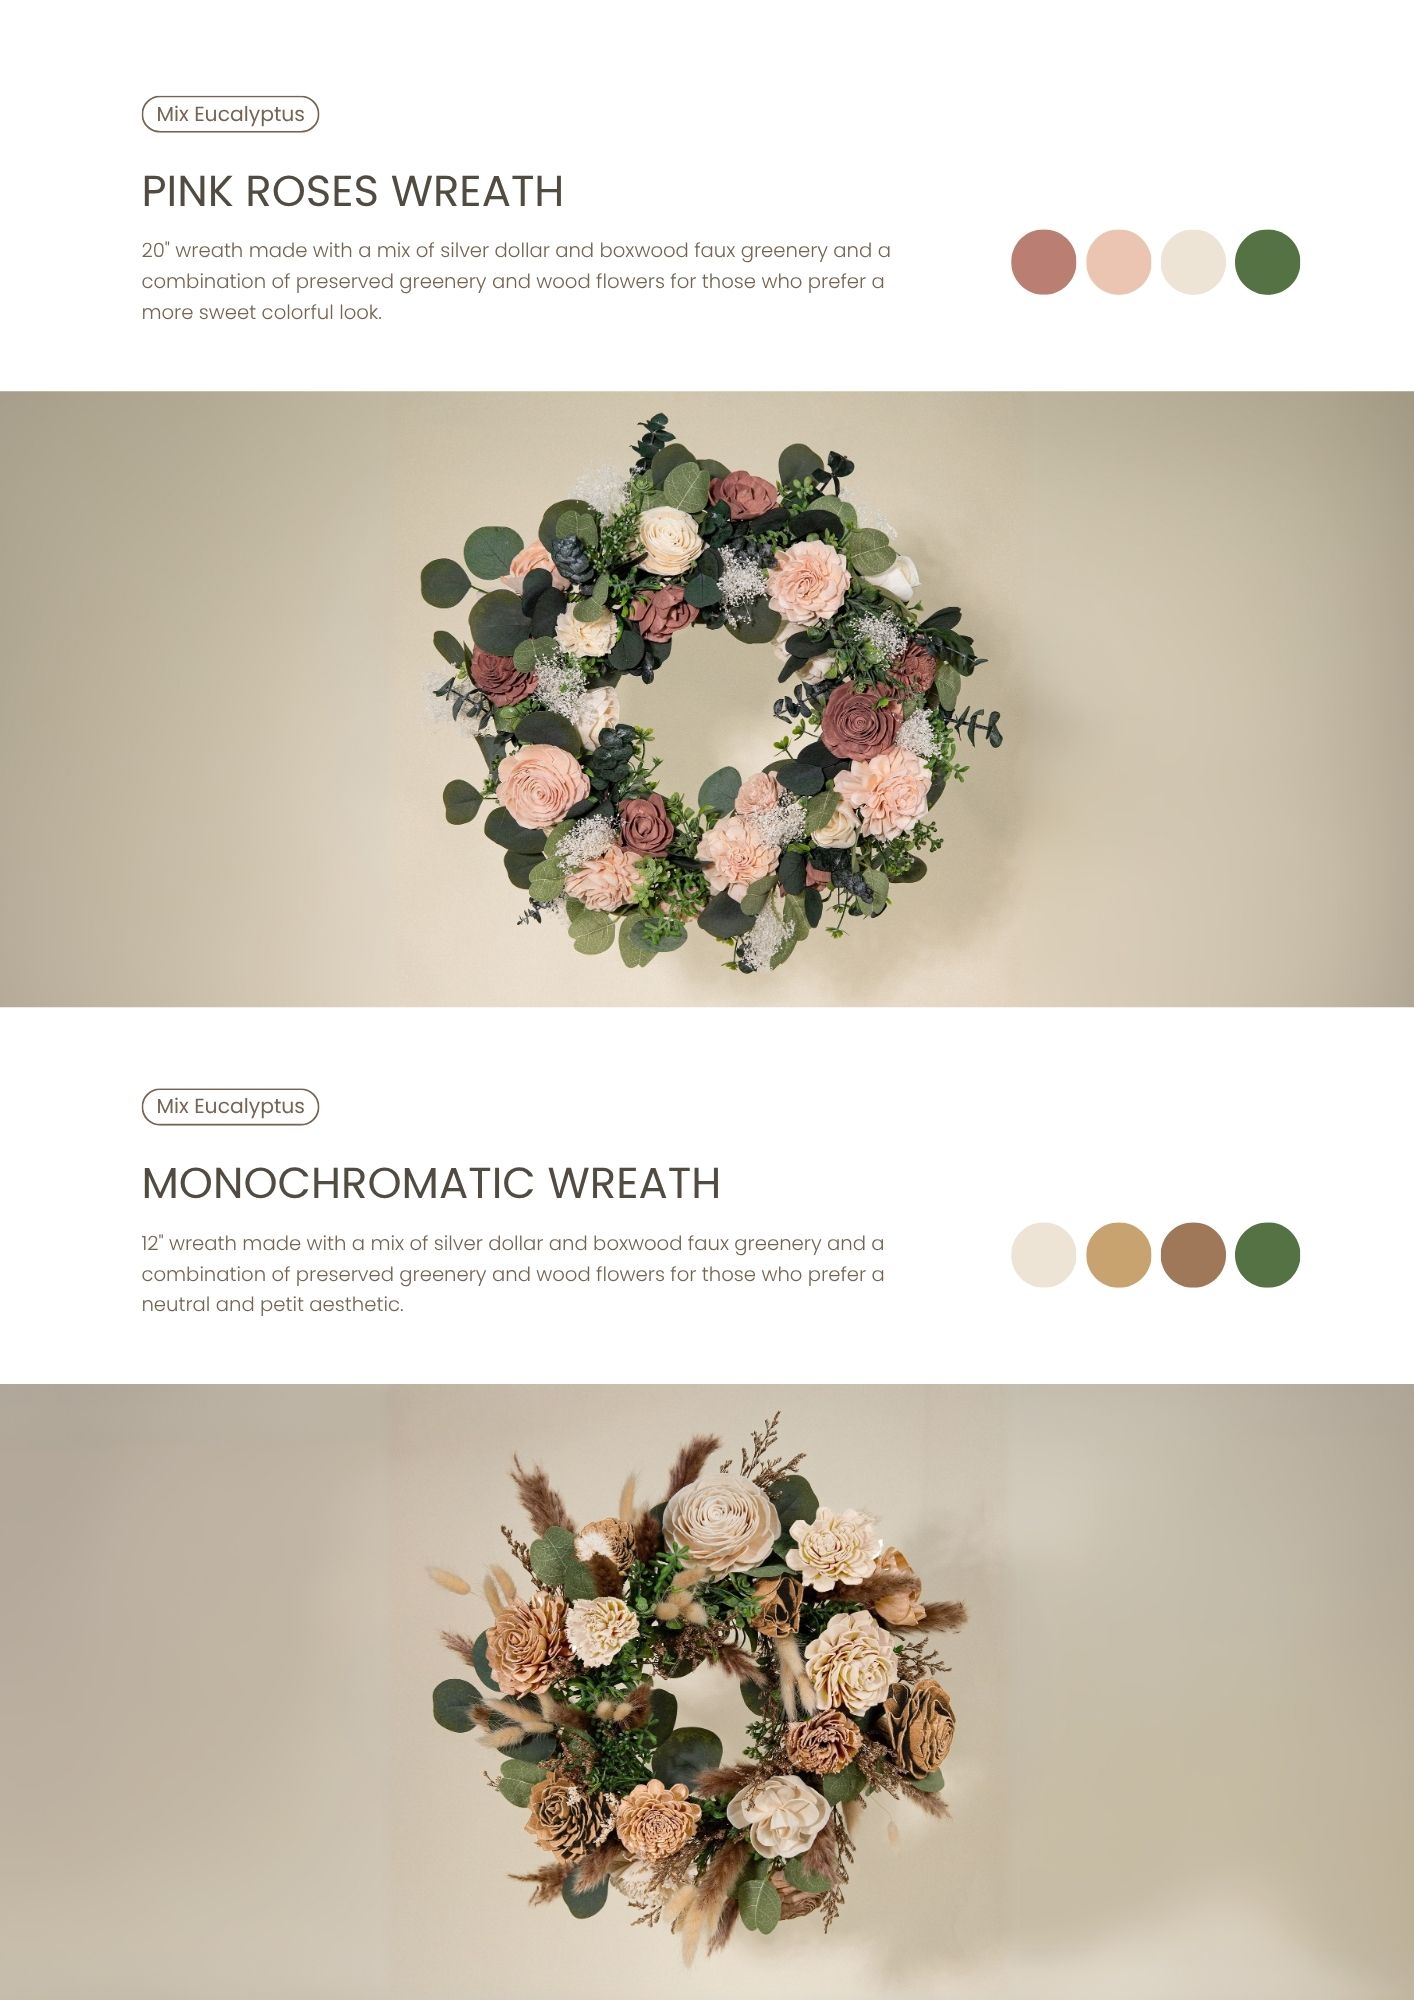 Mix Eucalyptus
PINK ROSES WREATH
20" wreath made with a mix of silver dollar and boxwood faux greenery and a
combination of preserved greenery and wood flowers for those who prefer a
more sweet colorful look.
Mix Eucalyptus
MONOCHROMATIC WREATH
12" wreath made with a mix of silver dollar and boxwood faux greenery and a
combination of preserved greenery and wood flowers for those who prefer a
neutral and petit aesthetic.